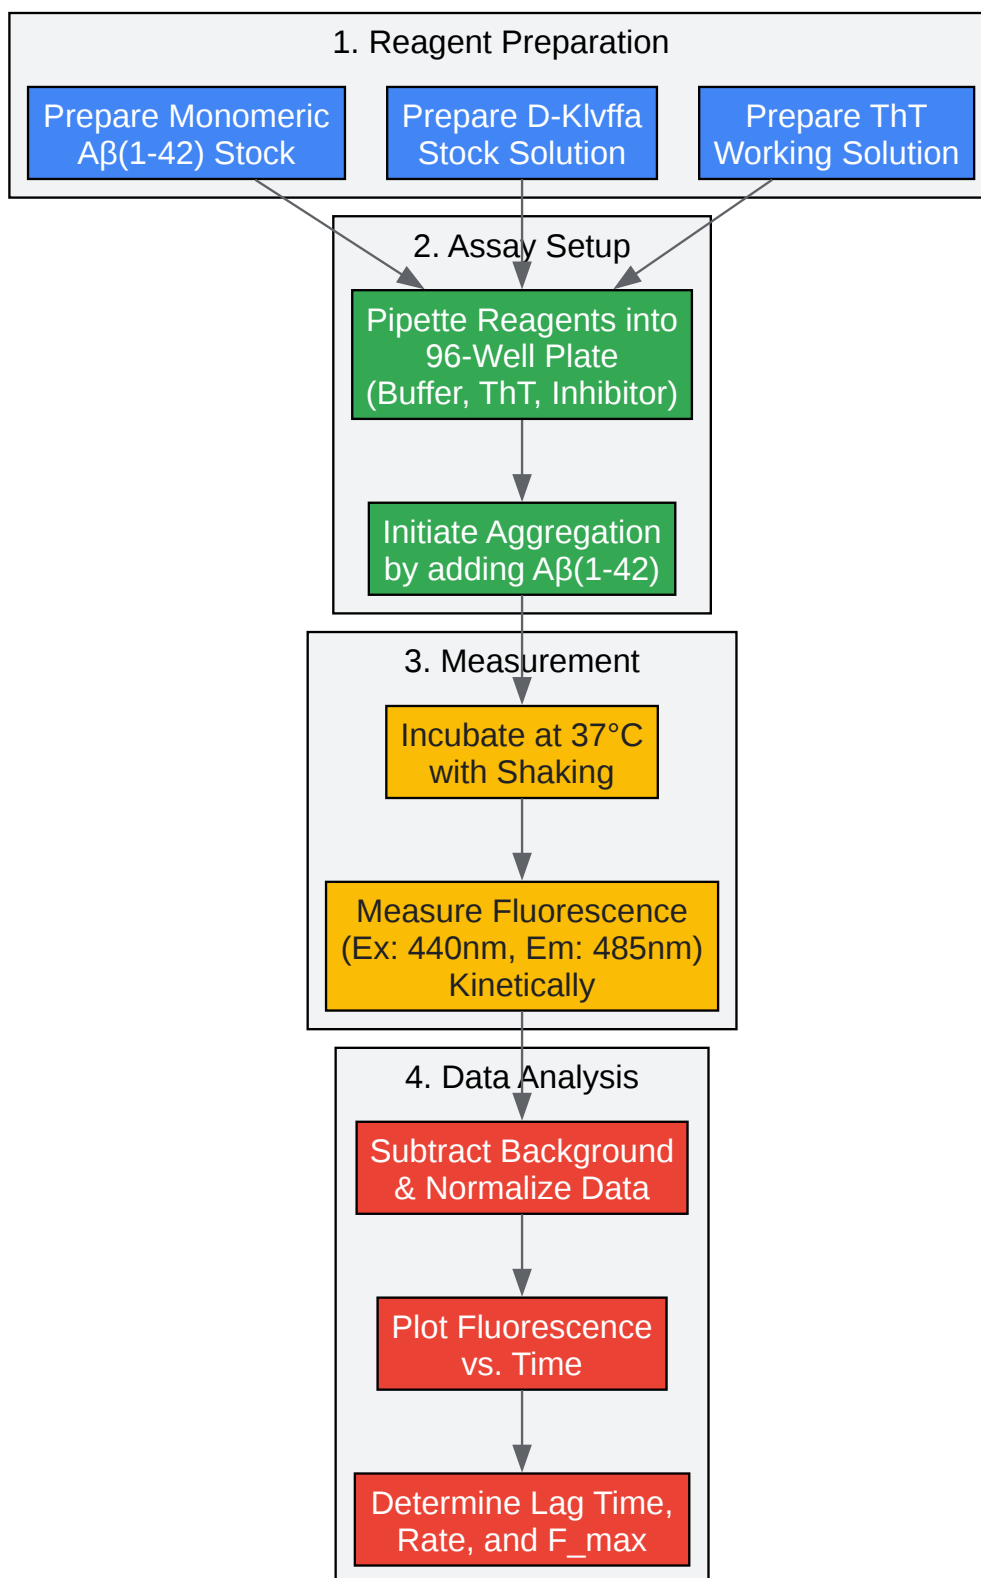 1. Reagent Preparation
Prepare Monomeric
Aβ(1-42) Stock
Prepare D-Klvffa
Stock Solution
Prepare ThT
Working Solution
2. Assay Setup
Pipette Reagents into
96-Well Plate
(Buffer, ThT, Inhibitor)
Initiate Aggregation
by adding Aβ(1-42)
3. Measurement
Incubate at 37°C
with Shaking
Measure Fluorescence
(Ex: 440nm, Em: 485nm)
Kinetically
4. Data Analysis
Subtract Background
& Normalize Data
Plot Fluorescence
vs. Time
Determine Lag Time,
Rate, and F_max